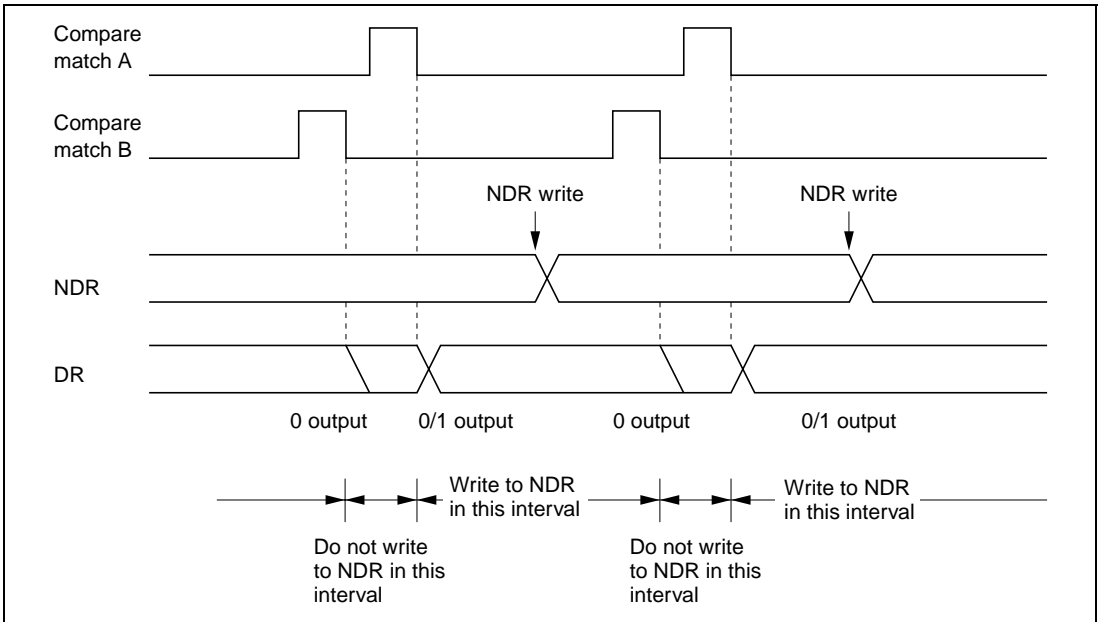 Compare
match A
Compare
match B
NDR write NDR write
NDR
DR
0 output 0/1 output 0 output 0/1 output
Write to NDR
in this interval
Write to NDR
in this interval
Do not write
to NDR in this
interval
Do not write
to NDR in this
interval